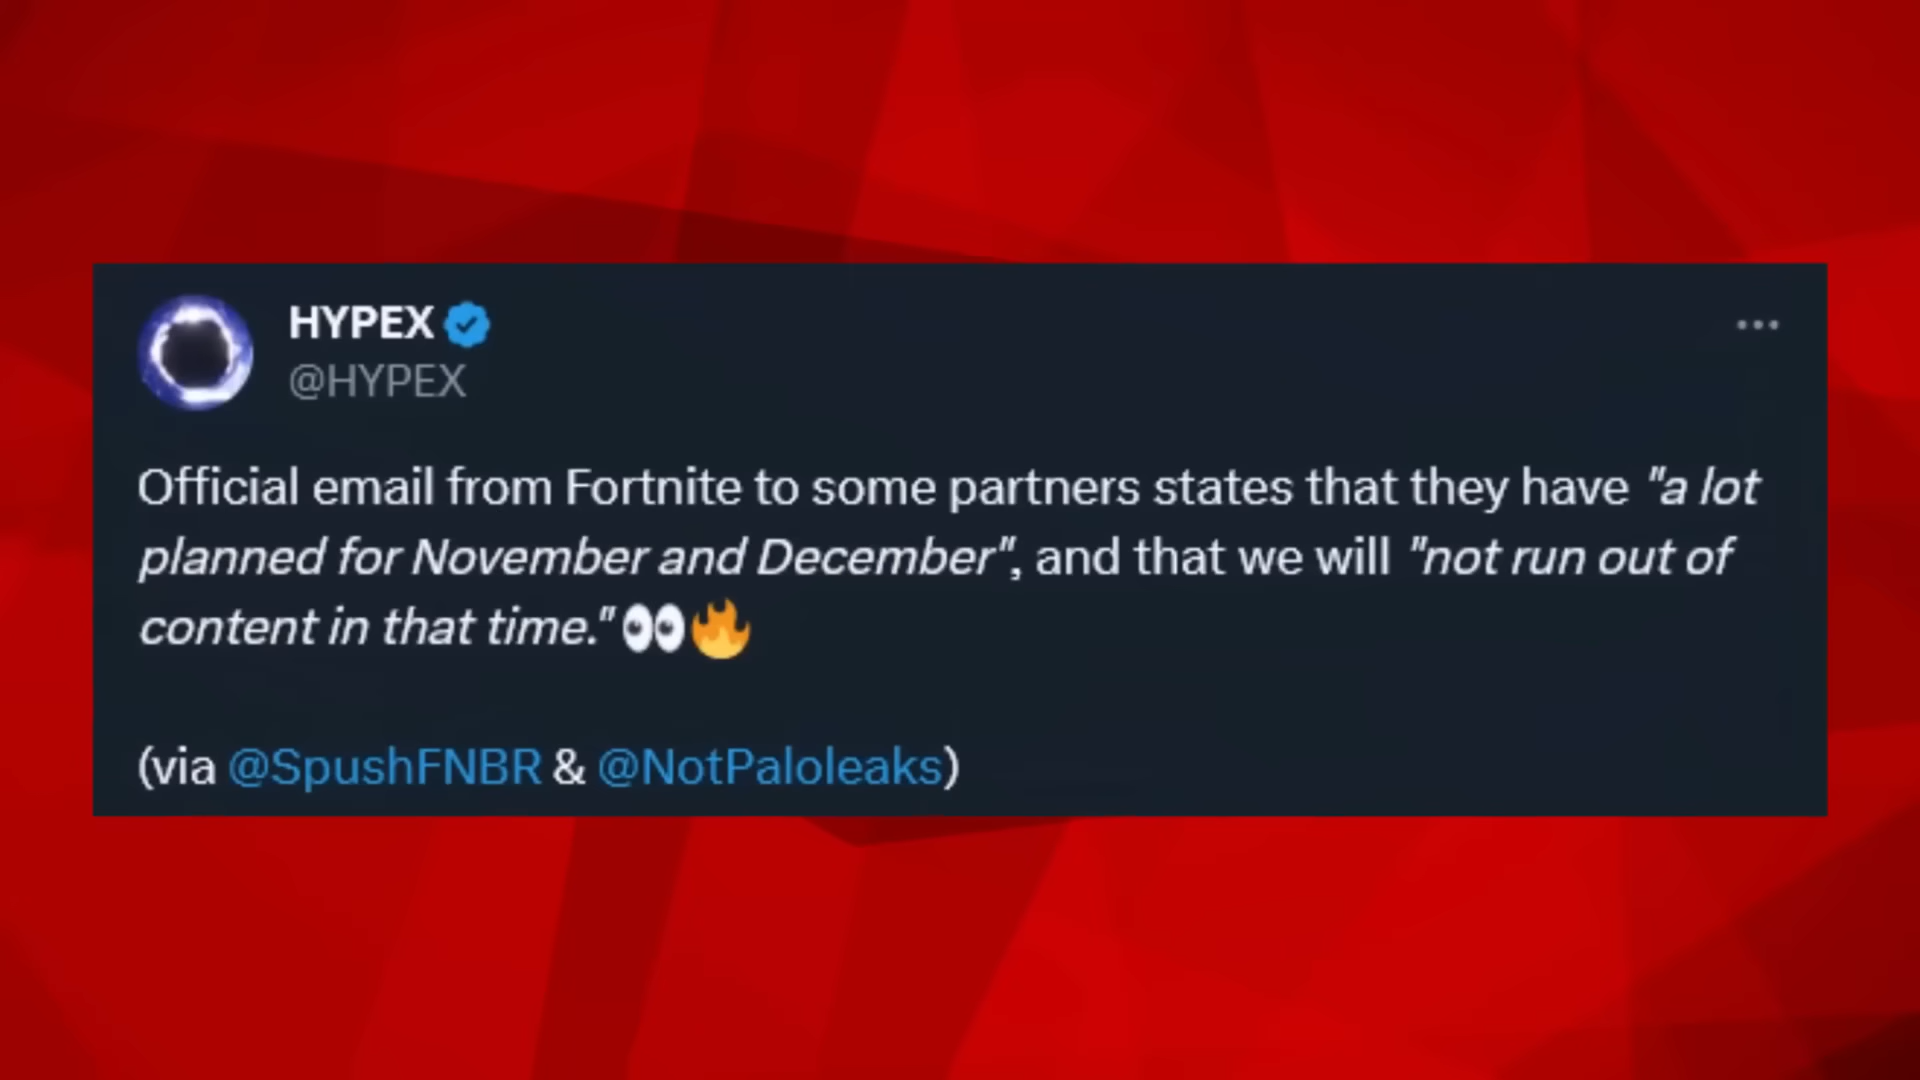 HYPEX
@HYPEX
Official email from Fortnite to some partners states that they have "a lot
planned for November and December", and that we will "not run out of
content in that time."👀🔥
(via @SpushFNBR & @NotPaloleaks)